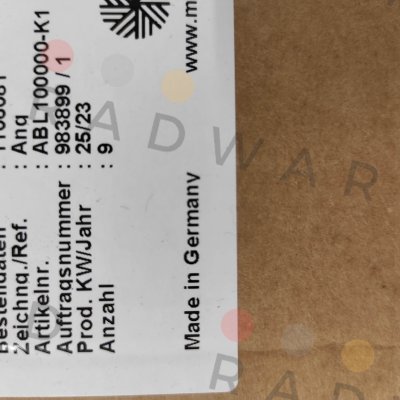 Bestelldaten
Zeichng./Ref. : Anq
Artikelnr. : ABL100000-K1
Auftragsnummer : 983899 / 1
Prod. KW/Jahr : 25/23
Anzahl : 9
Made in Germany
www.m
RADWAR
RAD